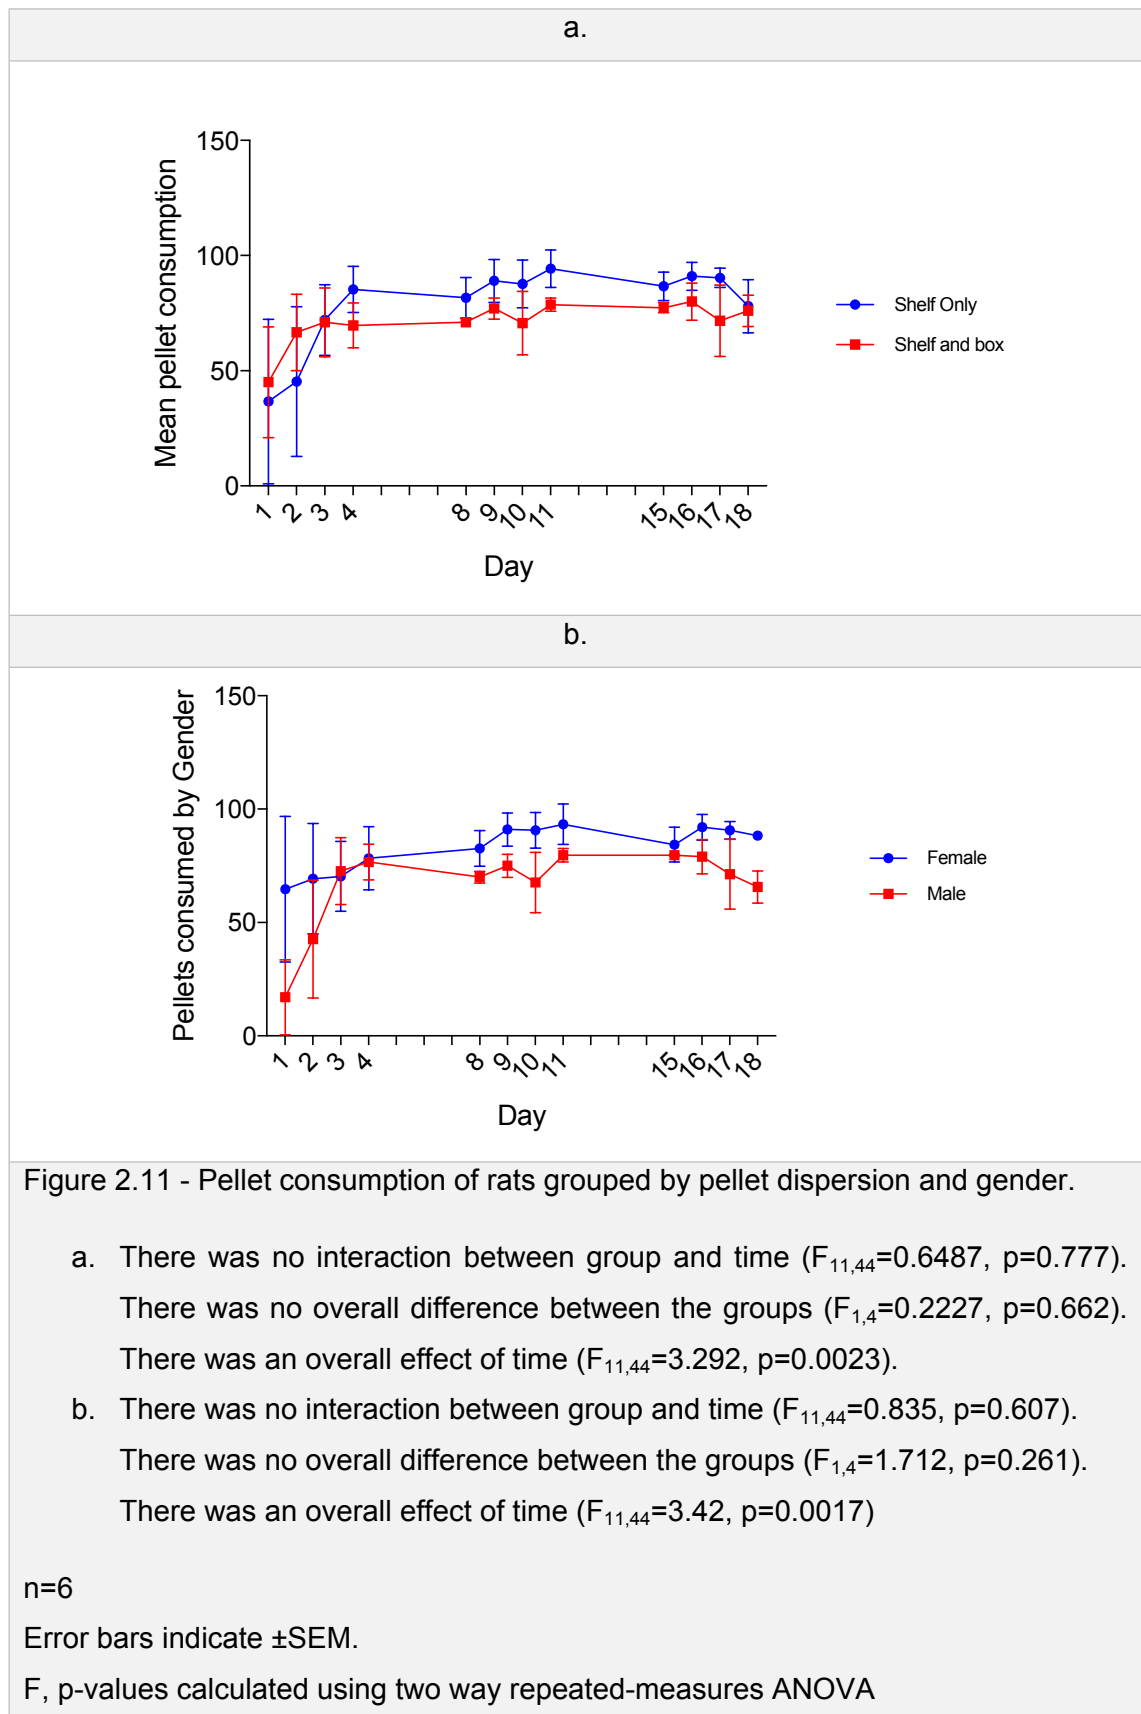 a.
150
100
50
0
Mean pellet consumption
1 2 3 4 8 9 10 11 15 16 17 18
Day
Shelf Only
Shelf and box
b.
150
100
50
0
Pellets consumed by Gender
1 2 3 4 8 9 10 11 15 16 17 18
Day
Female
Male
Figure 2.11 - Pellet consumption of rats grouped by pellet dispersion and gender.
a. There was no interaction between group and time (F11,44=0.6487, p=0.777).
There was no overall difference between the groups (F1,4=0.2227, p=0.662).
There was an overall effect of time (F11,44=3.292, p=0.0023).
b. There was no interaction between group and time (F11,44=0.835, p=0.607).
There was no overall difference between the groups (F1,4=1.712, p=0.261).
There was an overall effect of time (F11,44=3.42, p=0.0017)
n=6
Error bars indicate ±SEM.
F, p-values calculated using two way repeated-measures ANOVA